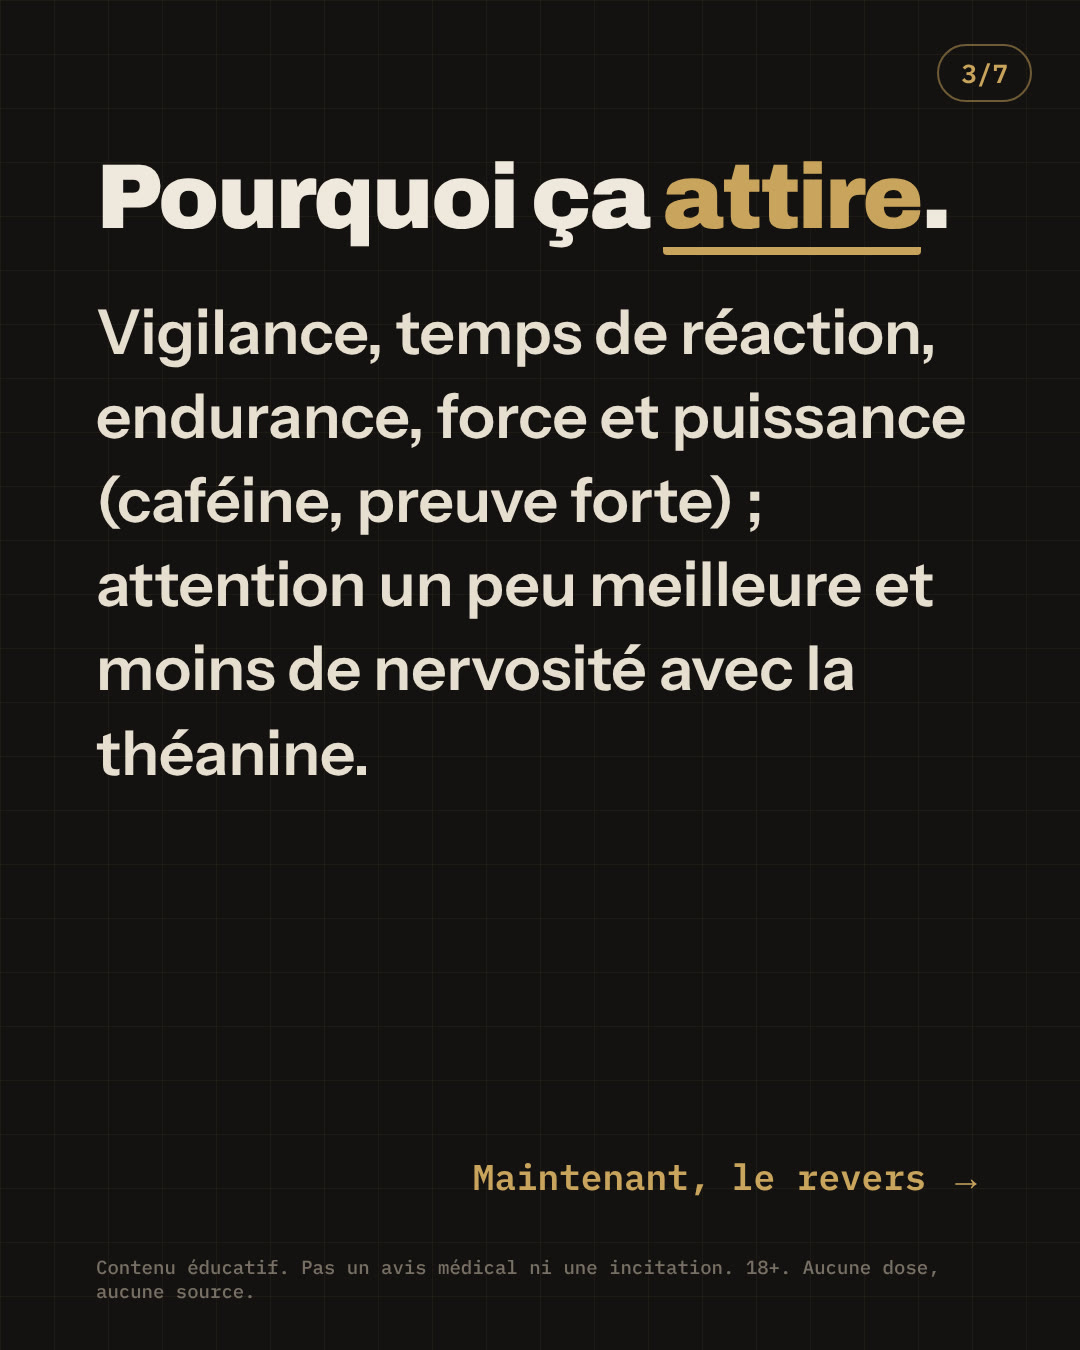 3/7
Pourquoi ça attire.
Vigilance, temps de réaction,
endurance, force et puissance
(caféine, preuve forte) ;
attention un peu meilleure et
moins de nervosité avec la
théanine.
Maintenant, le revers →
Contenu éducatif. Pas un avis médical ni une incitation. 18+. Aucune dose,
aucune source.